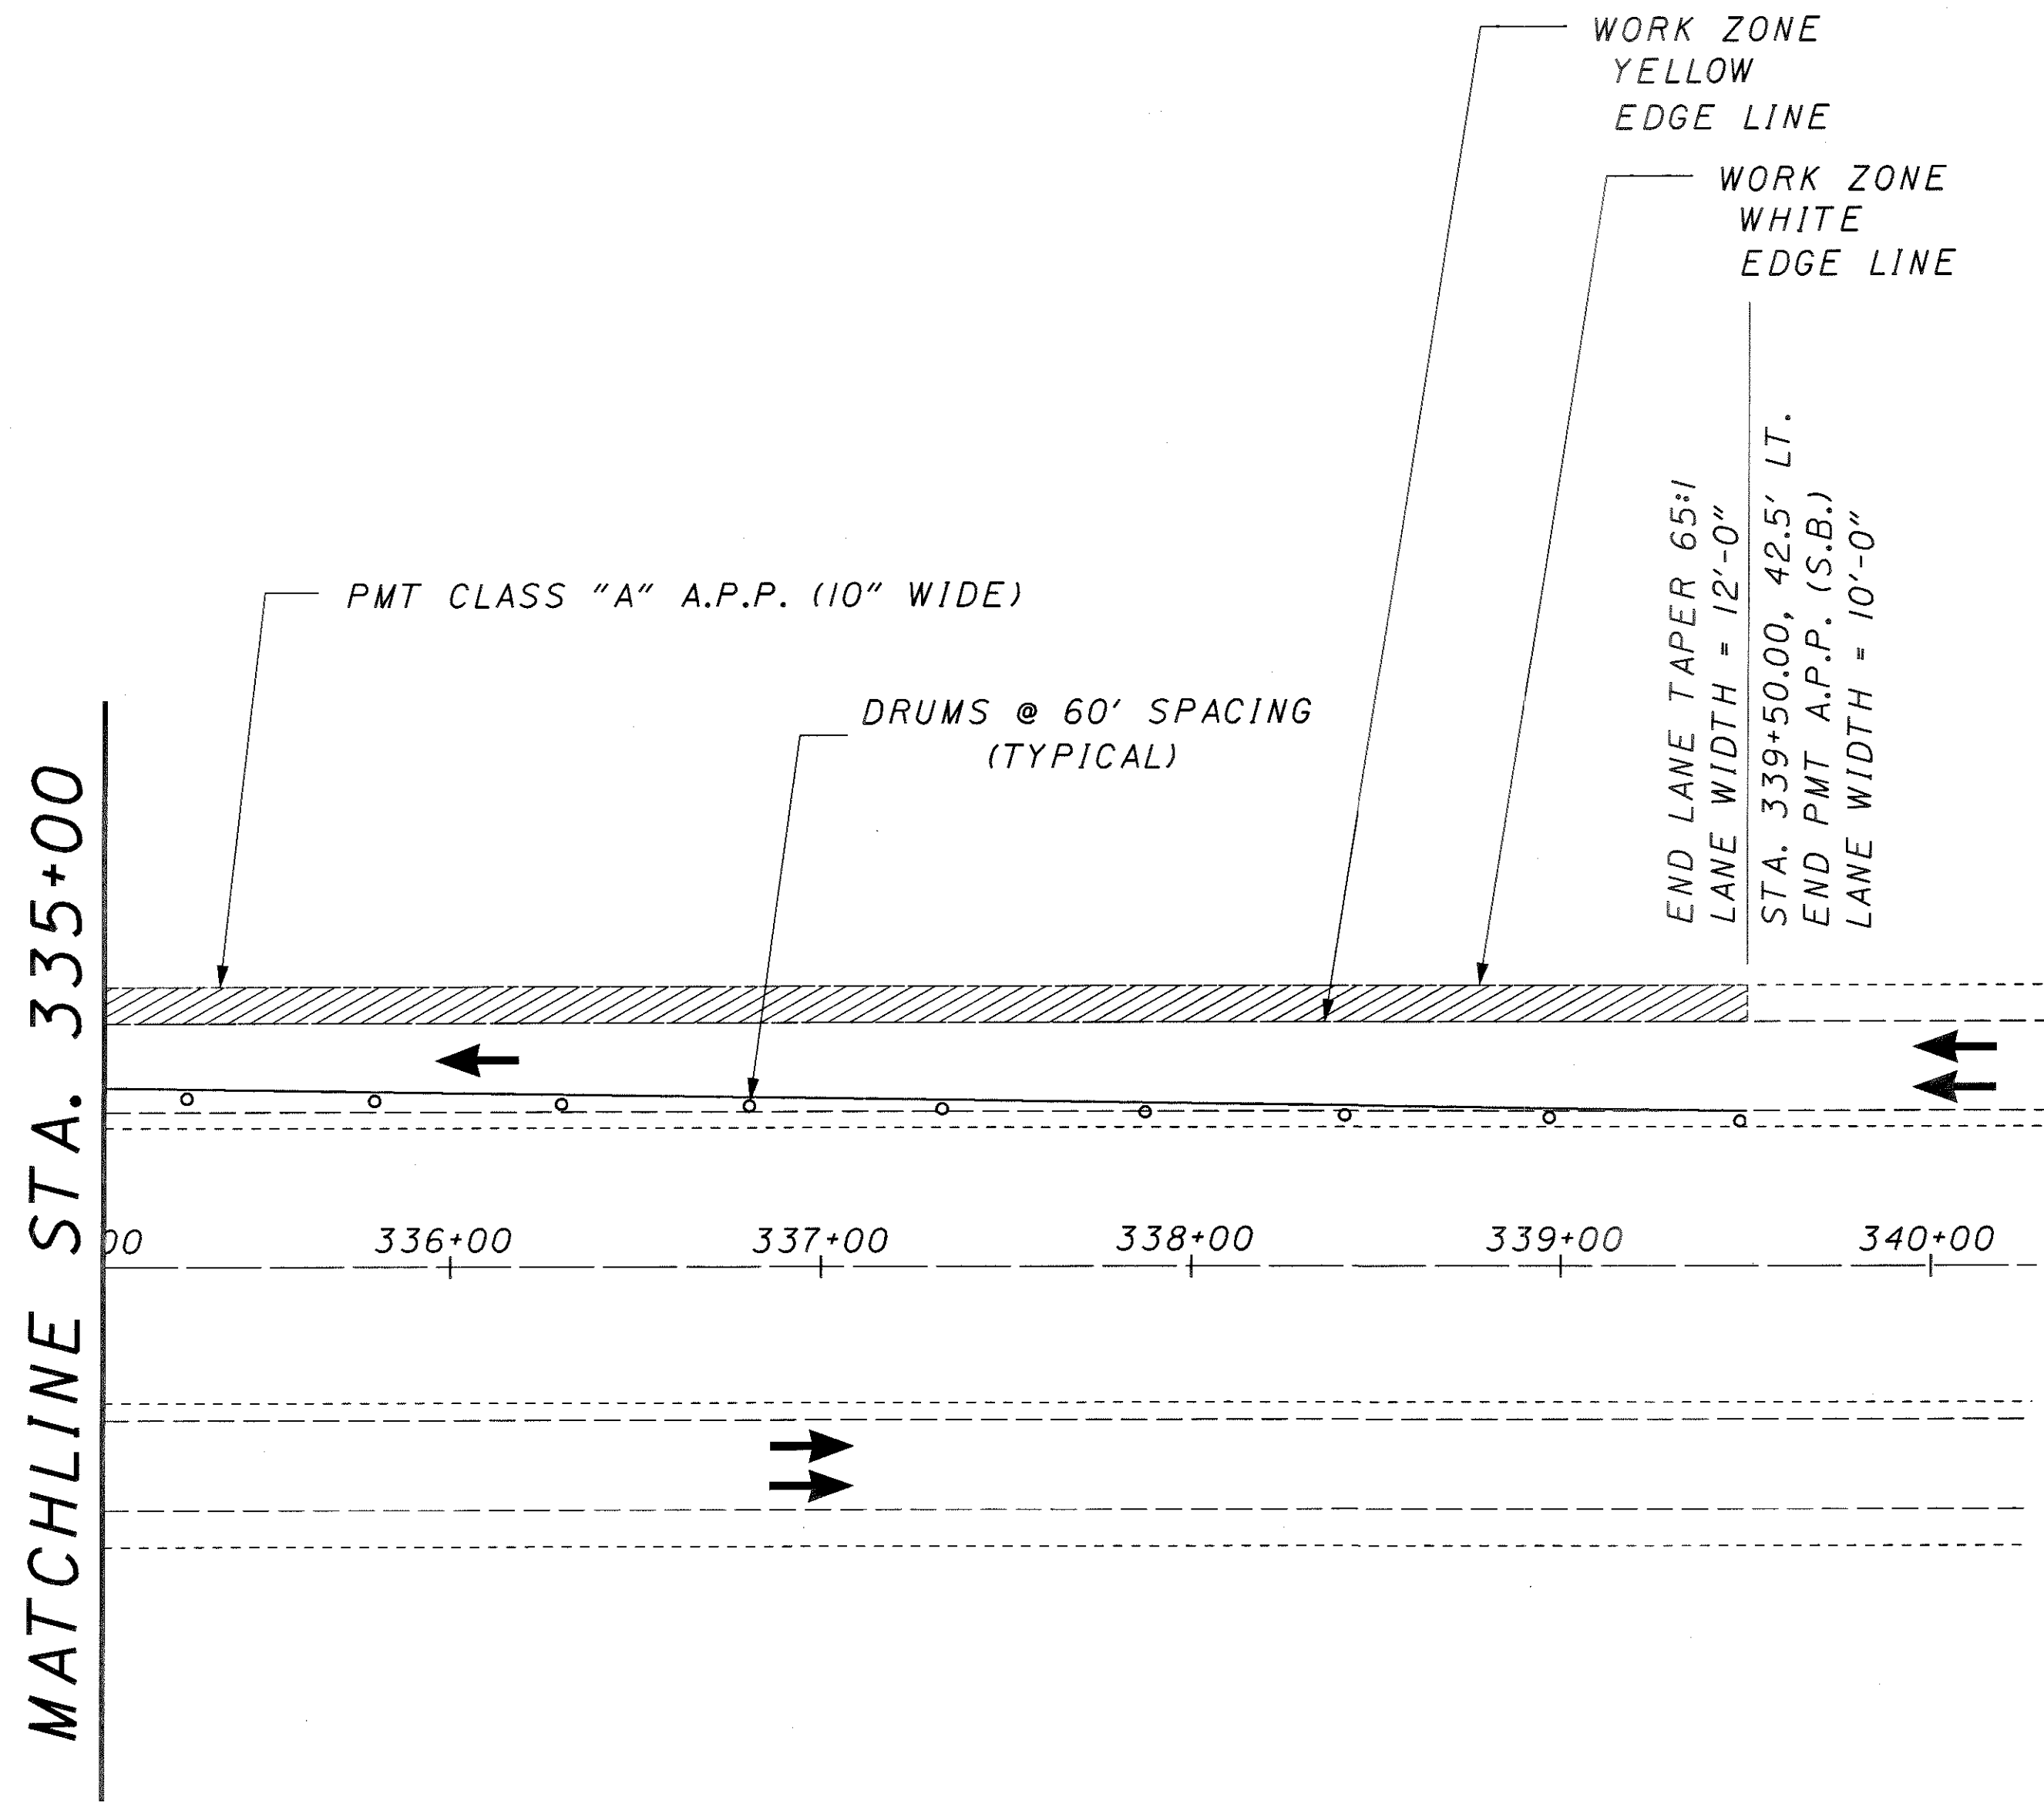 WORK ZONE
YELLOW
EDGE LINE
WORK ZONE
WHITE
EDGE LINE
PMT CLASS "A" A.P.P. (10" WIDE)
DRUMS @ 60' SPACING
(TYPICAL)
END LANE TAPER 65:1
LANE WIDTH = 12'-0"
STA. 339+50.00, 42.5' LT.
END PMT A.P.P. (S.B.)
LANE WIDTH = 10'-0"
MATCHLINE STA. 335+00
00 336+00 337+00 338+00 339+00 340+00